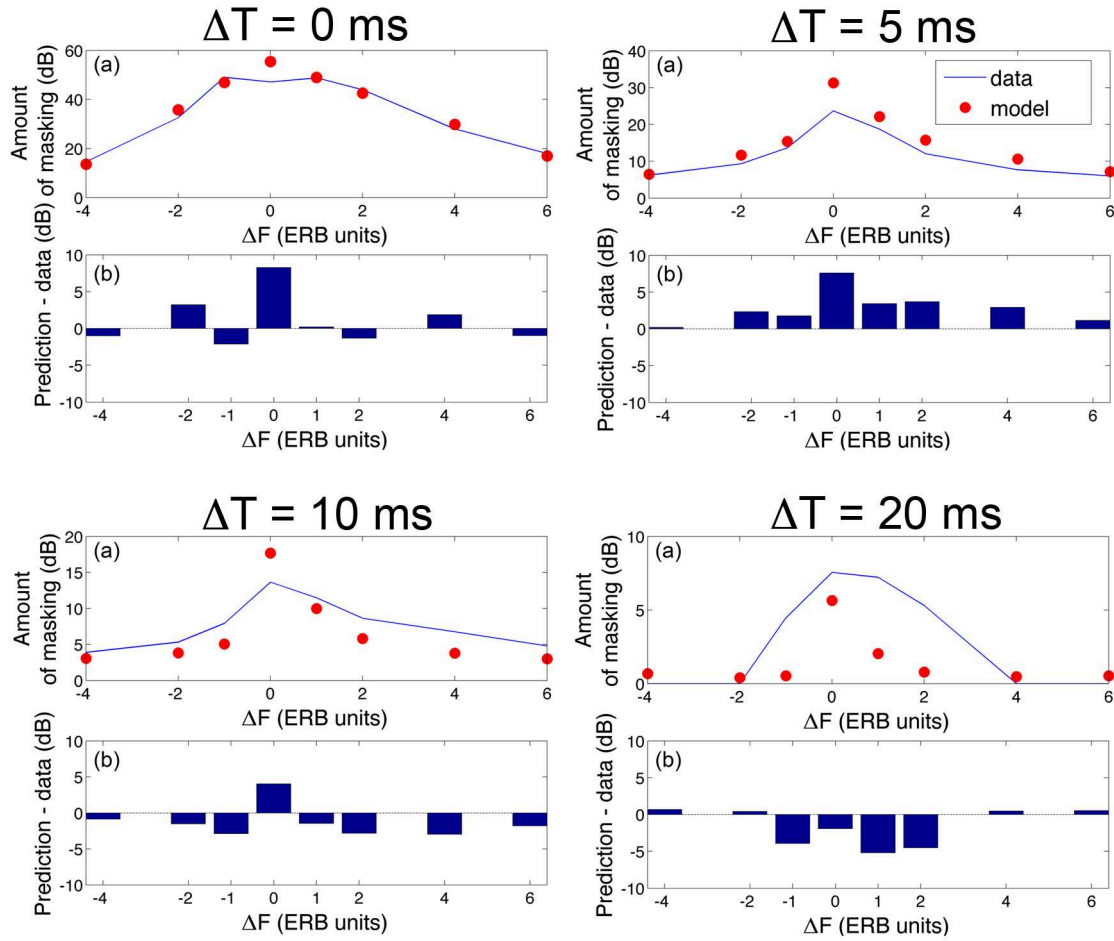 ΔT = 0 ms
(a)
Amount
of masking (dB)
60
40
20
0
-4 -2 0 1 2 4 6
ΔF (ERB units)
(b)
Prediction - data (dB)
10
5
0
-5
-10
-4 -2 -1 0 1 2 4 6
ΔF (ERB units)
ΔT = 5 ms
(a)
data
model
Amount
of masking (dB)
40
30
20
10
0
-4 -2 -1 0 1 2 4 6
ΔF (ERB units)
(b)
Prediction - data (dB)
10
5
0
-5
-10
-4 -2 -1 0 1 2 4 6
ΔF (ERB units)
ΔT = 10 ms
(a)
Amount
of masking (dB)
20
15
10
5
0
-4 -2 -1 0 1 2 4 6
ΔF (ERB units)
(b)
Prediction - data (dB)
10
5
0
-5
-10
-4 -2 -1 0 1 2 4 6
ΔF (ERB units)
ΔT = 20 ms
(a)
Amount
of masking (dB)
10
5
0
-4 -2 -1 0 1 2 4 6
ΔF (ERB units)
(b)
Prediction - data (dB)
10
5
0
-5
-10
-4 -2 -1 0 1 2 4 6
ΔF (ERB units)